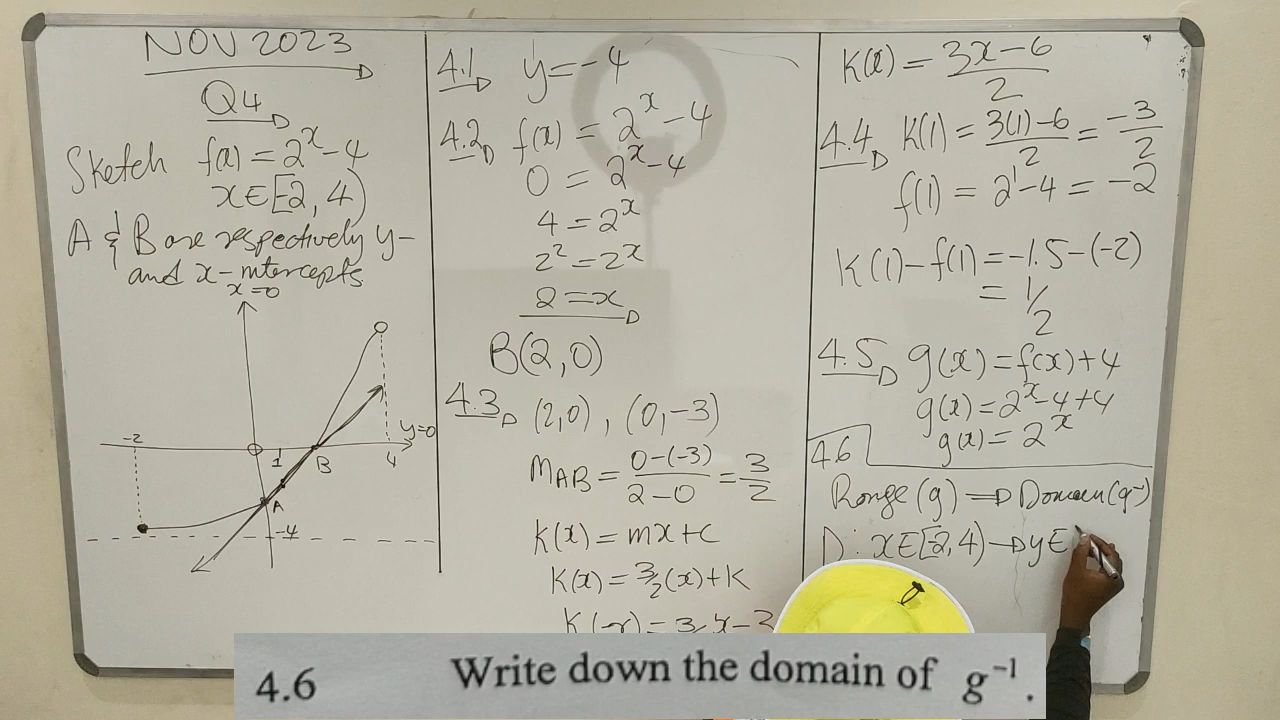 NOV 2023
Q4
Sketch f(x) = 2^x - 4
x∈[-2, 4)
A & B are respectively y-
and x-intercepts
x=0
-2
1
B
4
y=0
A
-4
4.1 y = -4
4.2 f(x) = 2^x - 4
0 = 2^x - 4
4 = 2^x
2^2 = 2^x
2 = x
B(2, 0)
4.3 (2,0), (0,-3)
M_AB = (0-(-3))/(2-0) = 3/2
K(x) = mx+c
K(x) = 3/2(x)+K
K(x) = (3x-6)/2
4.4 K(1) = (3(1)-6)/2 = -3/2
f(1) = 2^1-4 = -2
K(1)-f(1) = -1.5-(-2)
= 1/2
4.5 g(x) = f(x)+4
g(x) = 2^x-4+4
g(x) = 2^x
4.6
Range (g) ⇒ Domain (g^-1)
D: x∈[-2, 4) → y∈
4.6 Write down the domain of g^-1.